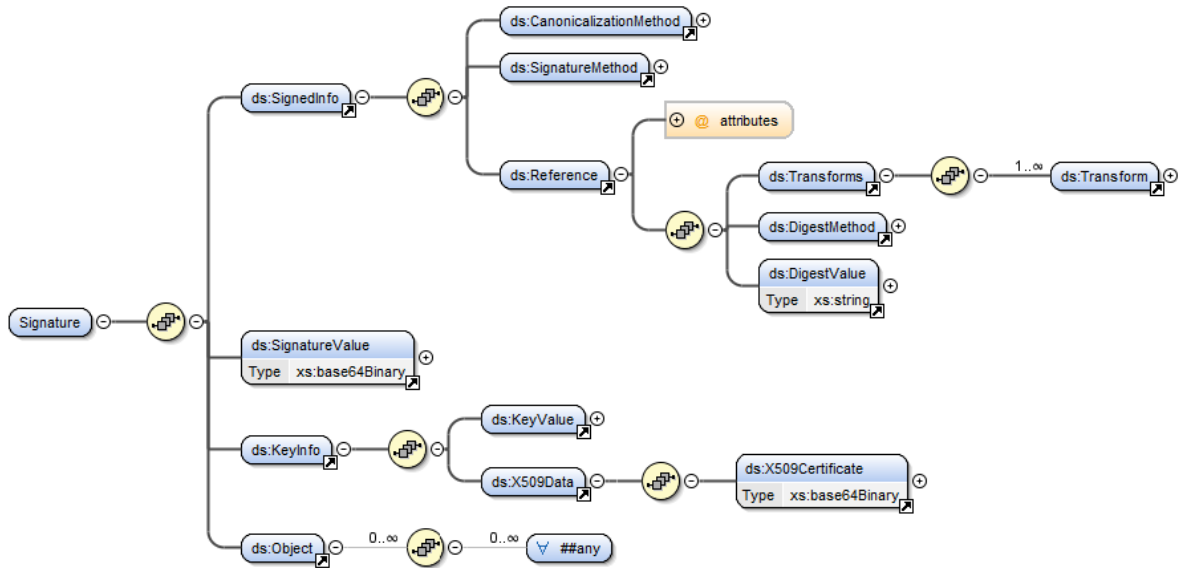 ds:CanonicalizationMethod
ds:SignatureMethod
ds:SignedInfo
@ attributes
ds:Reference
ds:Transforms
1..∞
ds:Transform
ds:DigestMethod
ds:DigestValue
Type xs:string
Signature
ds:SignatureValue
Type xs:base64Binary
ds:KeyValue
ds:KeyInfo
ds:X509Data
ds:X509Certificate
Type xs:base64Binary
ds:Object
0..∞
0..∞
∀ ##any